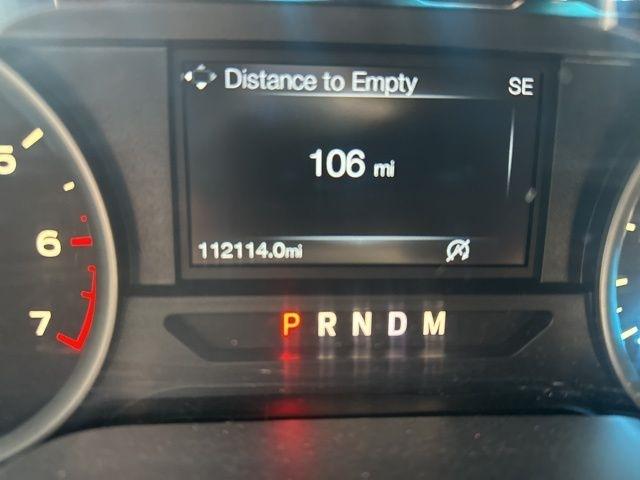 Distance to Empty SE
106 mi
112114.0mi
5
6
7
P R N D M